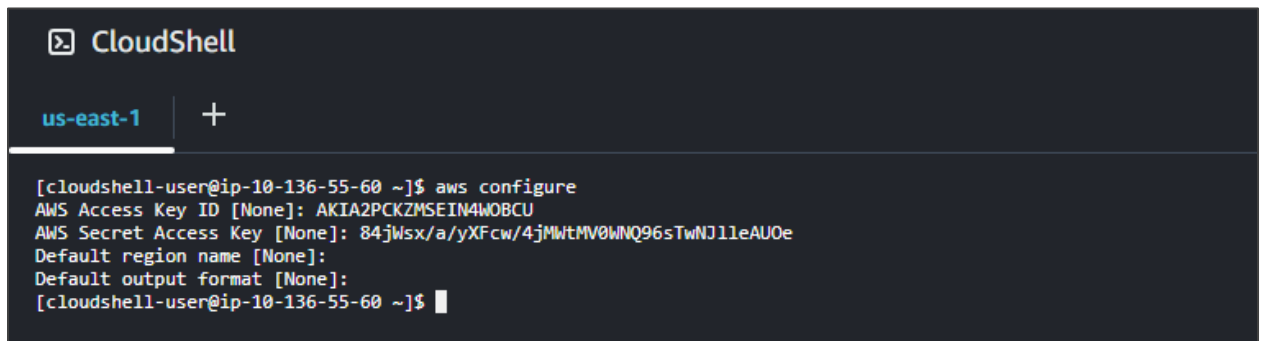 CloudShell
us-east-1
[cloudshell-user@ip-10-136-55-60 ~]$ aws configure
AWS Access Key ID [None]: AKIA2PCKZMSEIN4WOBCU
AWS Secret Access Key [None]: 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
Default region name [None]:
Default output format [None]:
[cloudshell-user@ip-10-136-55-60 ~]$